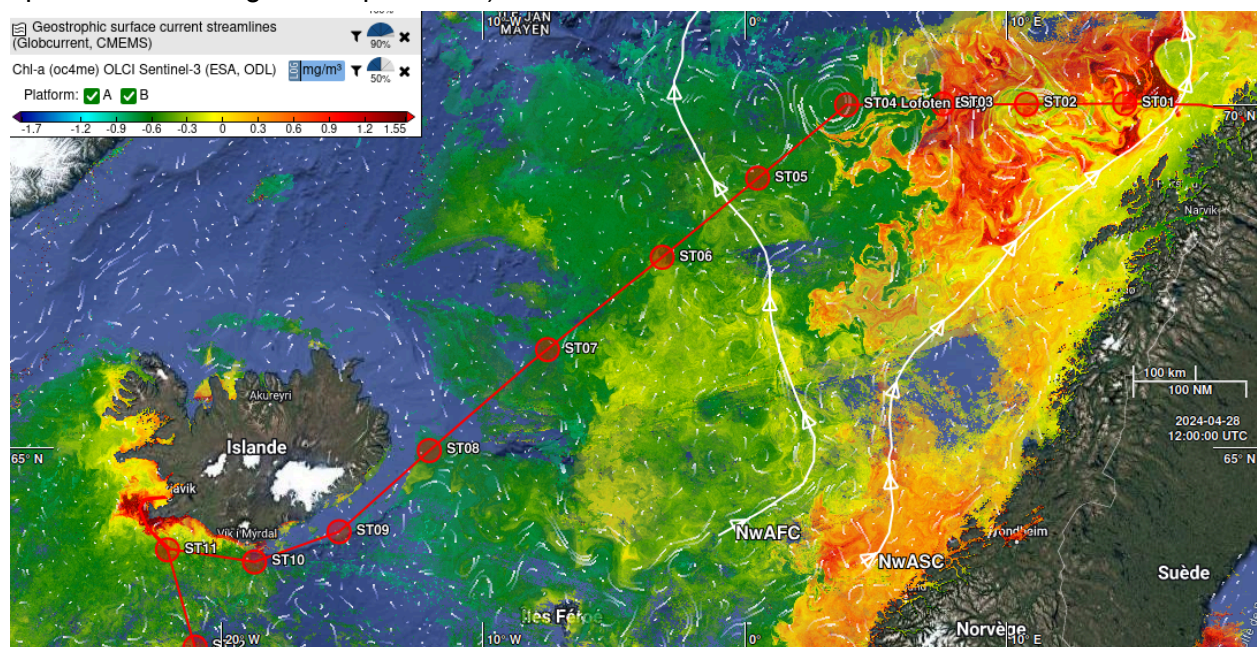 Geostrophic surface current streamlines
(Globcurrent, CMEMS)
90%
Chl-a (oc4me) OLCI Sentinel-3 (ESA, ODL)
LOG
mg/m³
50%
Platform: A B
-1.7 -1.2 -0.9 -0.6 -0.3 0 0.3 0.6 0.9 1.2 1.55
10° W
JAN
MAYEN
0°
10° E
ST04 Lofoten
ST03
ST02
ST01
70° N
ST05
Narvik
ST06
ST07
100 km
100 NM
Akureyri
2024-04-28
12:00:00 UTC
Islande
ST08
65° N
65° N
Vík í Mýrdal
ST09
NwAFC
ST11
ST10
NwASC
Suède
Norvège
20° W
10° W
0°
10° E